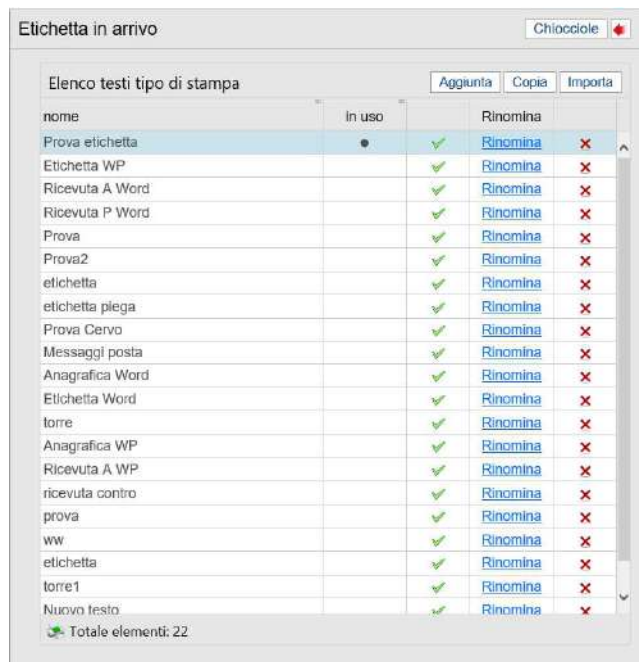 Etichetta in arrivo Chiocciole
Elenco testi tipo di stampa Aggiunta Copia Importa
nome in uso Rinomina
Prova etichetta Rinomina
Etichetta WP Rinomina
Ricevuta A Word Rinomina
Ricevuta P Word Rinomina
Prova Rinomina
Prova2 Rinomina
etichetta Rinomina
etichetta piega Rinomina
Prova Cervo Rinomina
Messaggi posta Rinomina
Anagrafica Word Rinomina
Etichetta Word Rinomina
torre Rinomina
Anagrafica WP Rinomina
Ricevuta A WP Rinomina
ricevuta contro Rinomina
prova Rinomina
ww Rinomina
etichetta Rinomina
torre1 Rinomina
Nuovo testo Rinomina
Totale elementi: 22